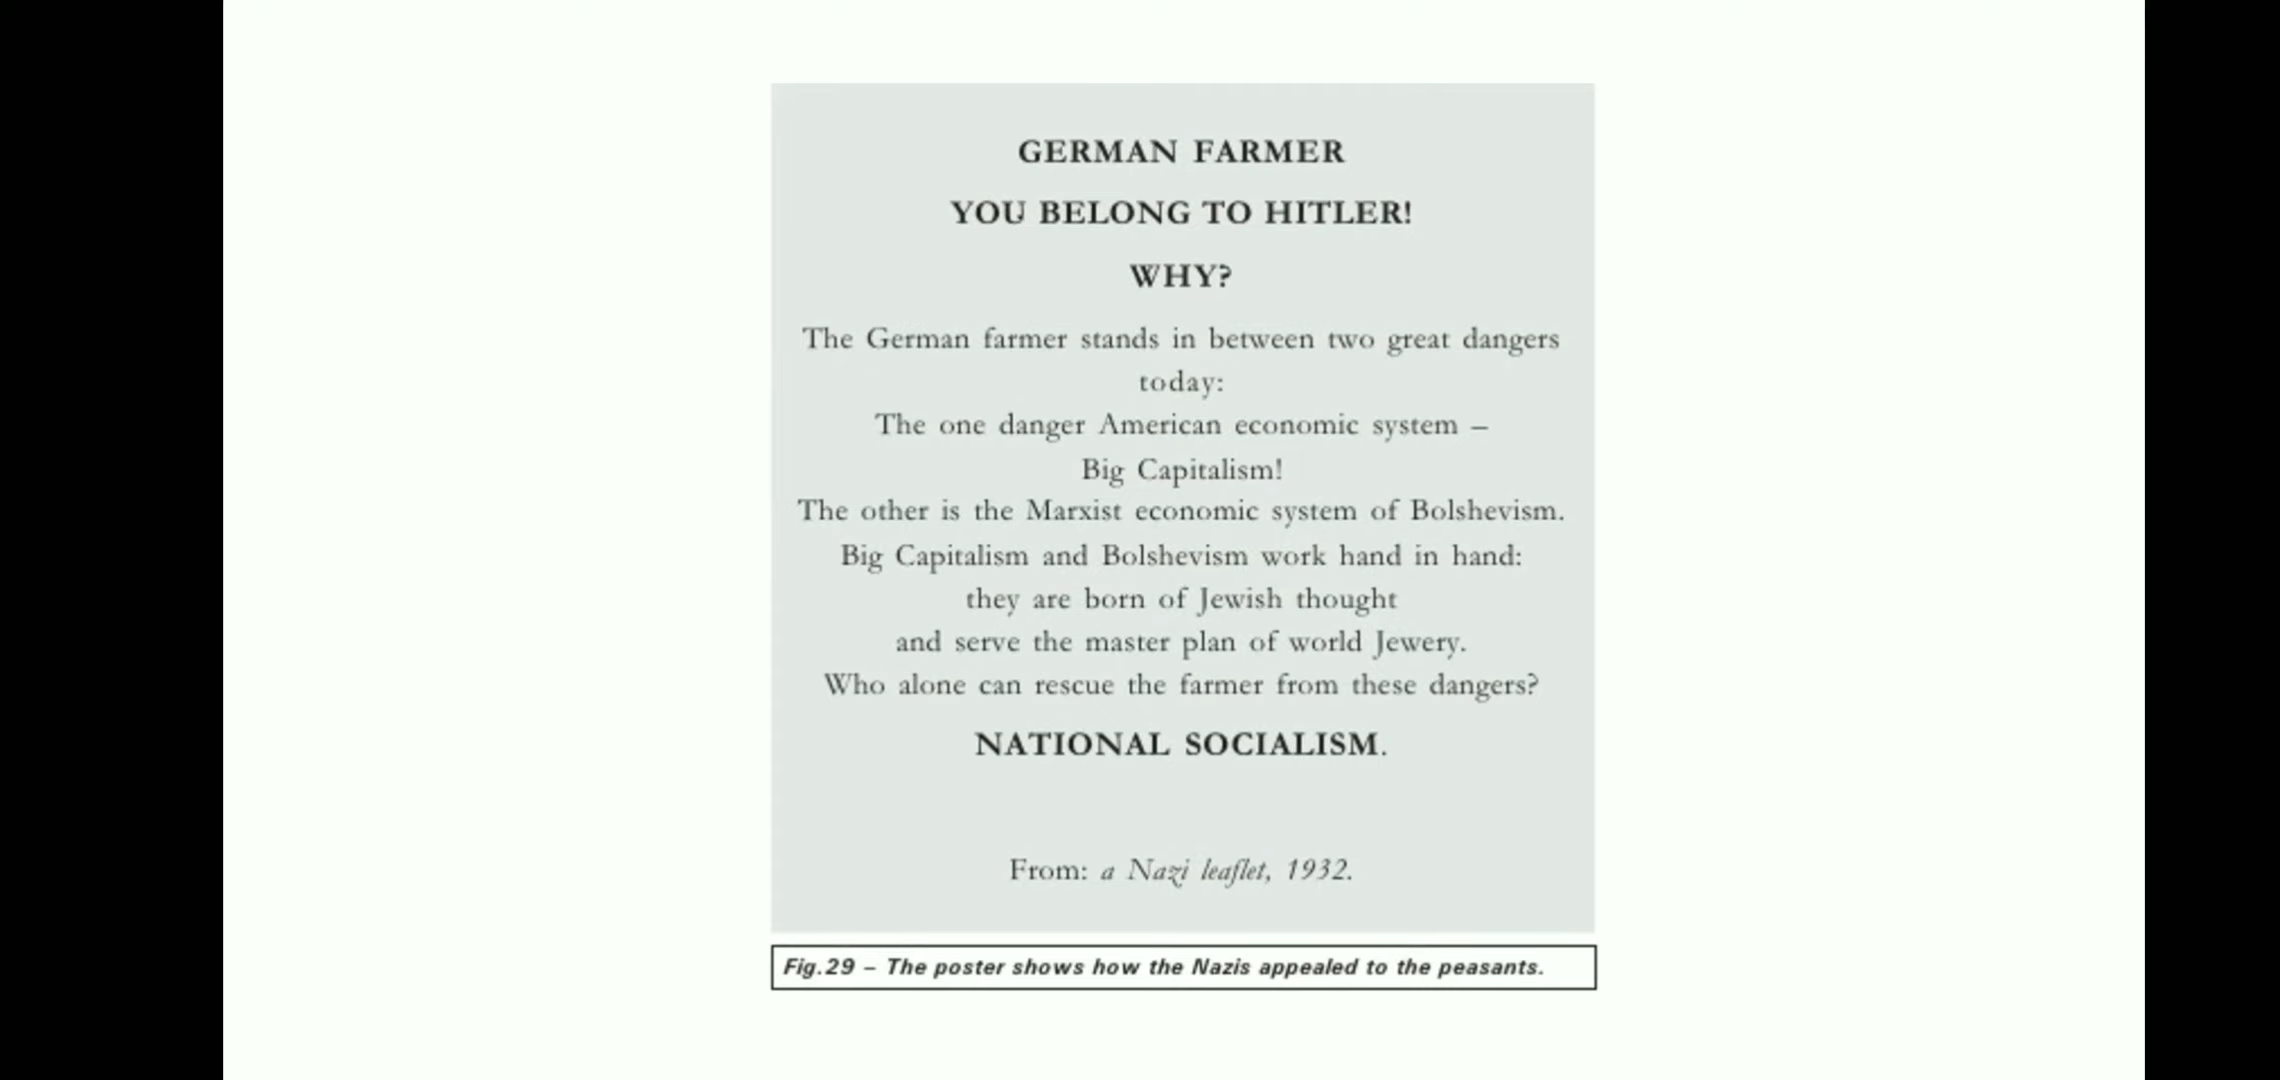 GERMAN FARMER
YOU BELONG TO HITLER!
WHY?
The German farmer stands in between two great dangers
today:
The one danger American economic system –
Big Capitalism!
The other is the Marxist economic system of Bolshevism.
Big Capitalism and Bolshevism work hand in hand:
they are born of Jewish thought
and serve the master plan of world Jewery.
Who alone can rescue the farmer from these dangers?
NATIONAL SOCIALISM.
From: a Nazi leaflet, 1932.
Fig.29 – The poster shows how the Nazis appealed to the peasants.